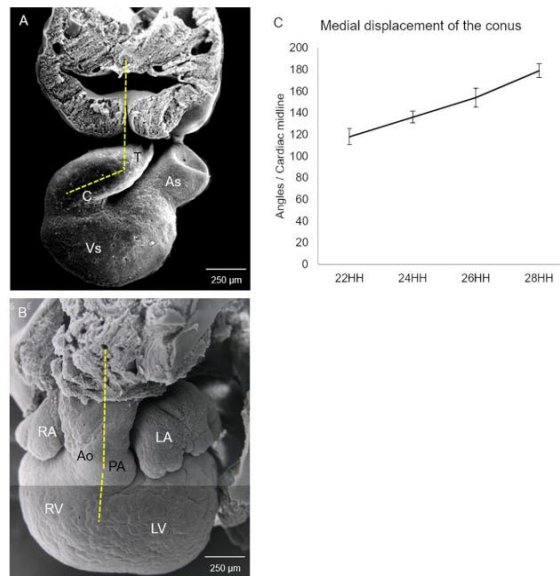 A
T
C
As
Vs
250 µm
B
RA
LA
Ao
PA
RV
LV
250 µm
C
Medial displacement of the conus
Angles / Cardiac midline
200
180
160
140
120
100
80
60
40
20
0
22HH
24HH
26HH
28HH